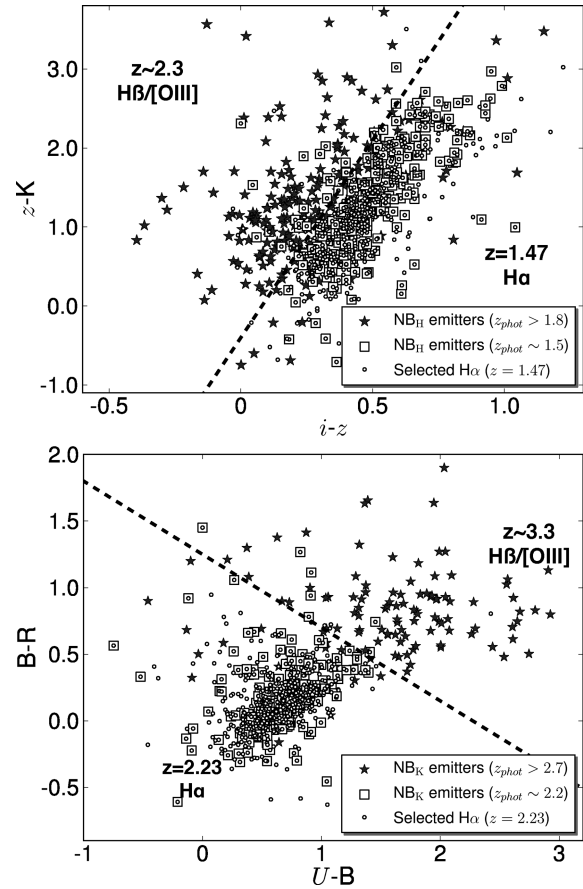 z~2.3
Hß/[OIII]
z=1.47
Hα
NB_H emitters (z_phot > 1.8)
NB_H emitters (z_phot ∼ 1.5)
Selected Hα (z = 1.47)
3.0
2.0
1.0
0.0
-1.0
z-K
-0.5
0
0.5
1.0
i-z
z~3.3
Hß/[OIII]
z=2.23
Hα
NB_K emitters (z_phot > 2.7)
NB_K emitters (z_phot ∼ 2.2)
Selected Hα (z = 2.23)
2.0
1.5
1.0
0.5
0.0
-0.5
B-R
-1
0
1
2
3
U-B